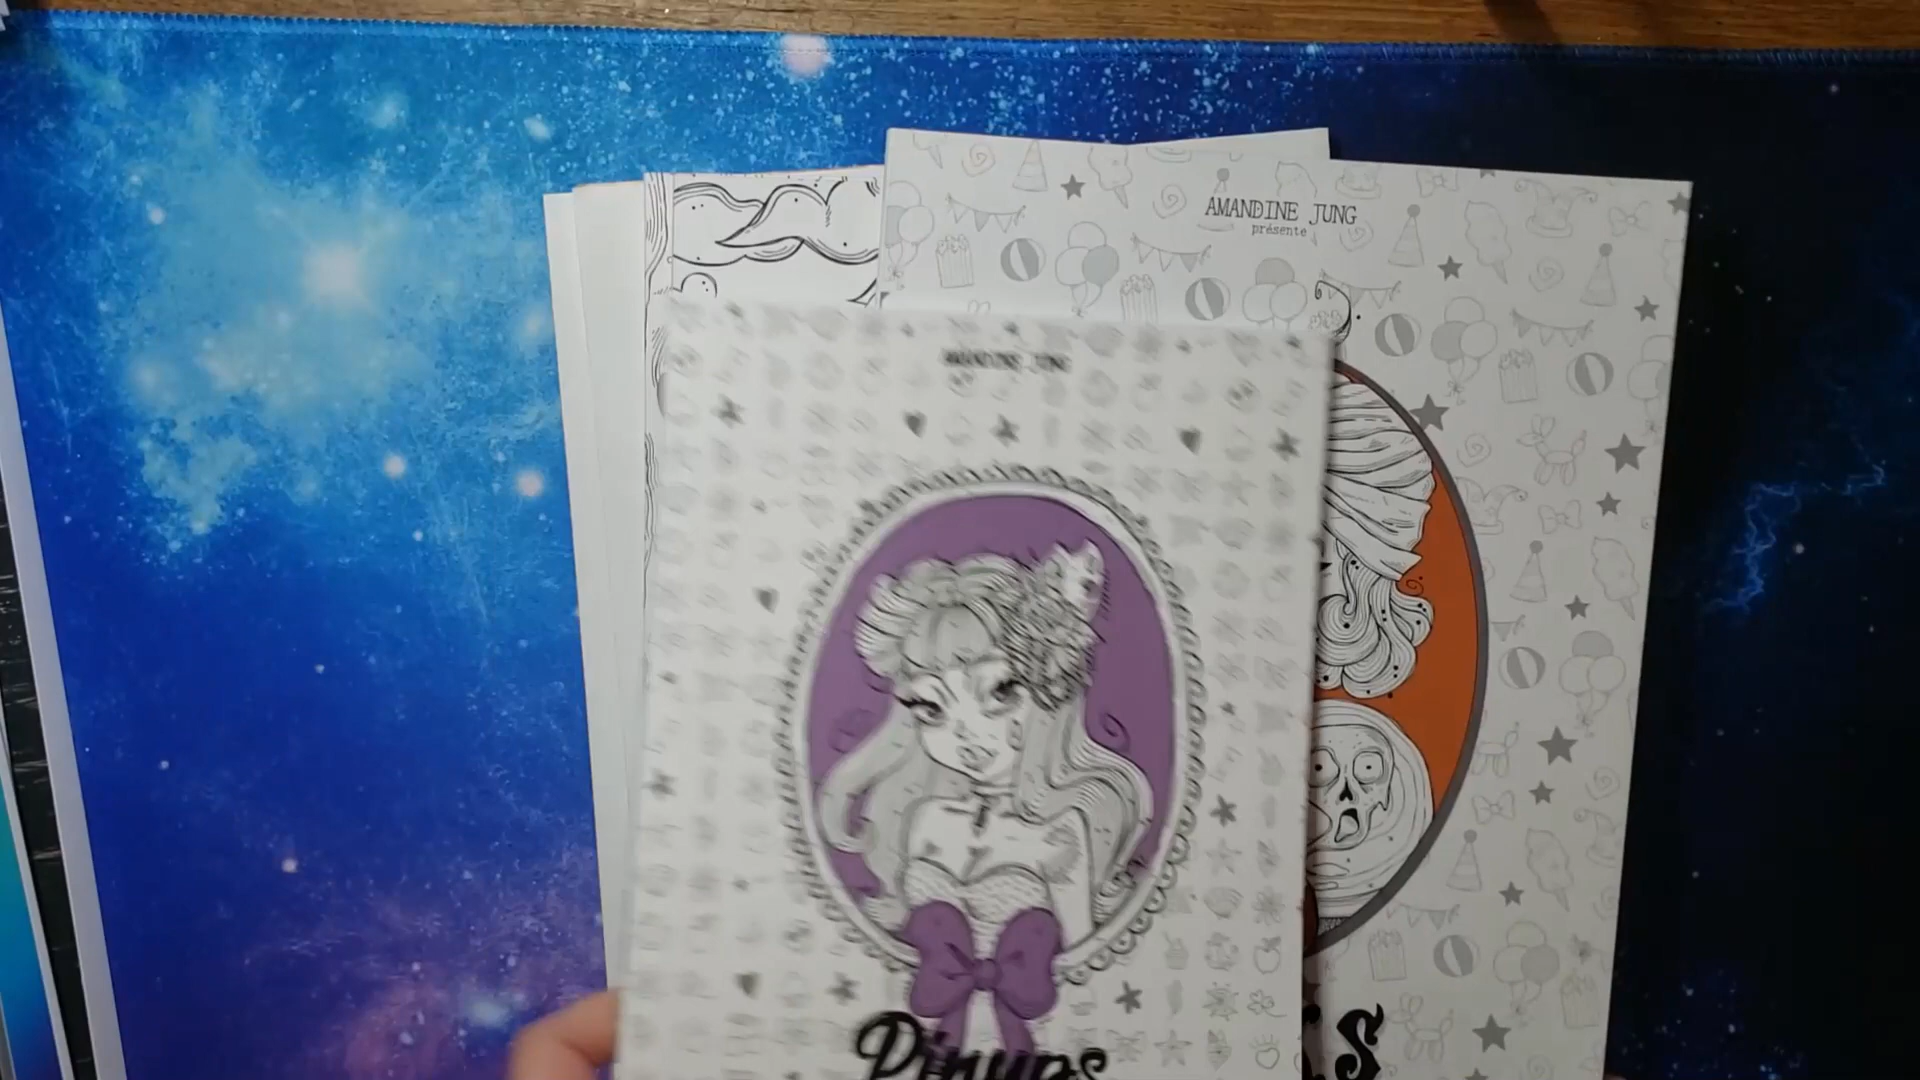 AMANDINE JUNG
présente
AMANDINE JUNG
Pinups
s